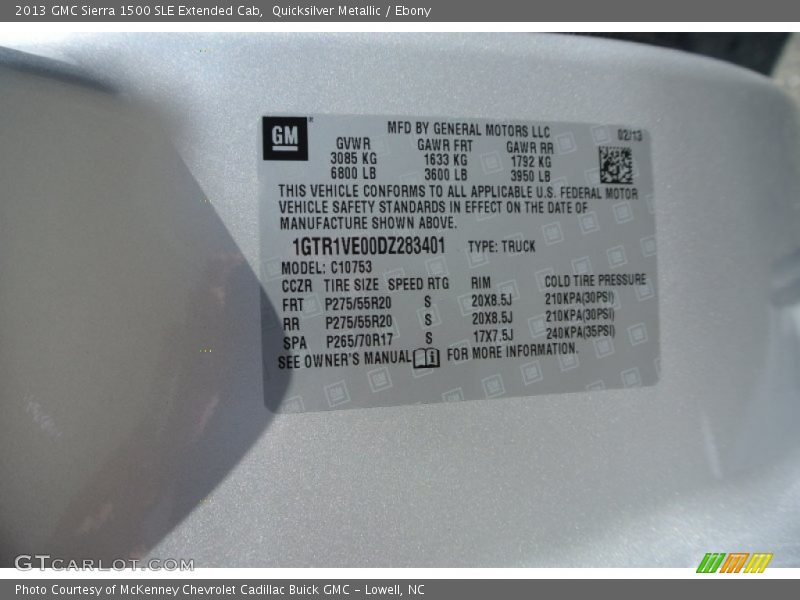 2013 GMC Sierra 1500 SLE Extended Cab,  Quicksilver Metallic / Ebony
GM®
MFD BY GENERAL MOTORS LLC 02/13
GVWR GAWR FRT GAWR RR
3085 KG 1633 KG 1792 KG
6800 LB 3600 LB 3950 LB
THIS VEHICLE CONFORMS TO ALL APPLICABLE U.S. FEDERAL MOTOR
VEHICLE SAFETY STANDARDS IN EFFECT ON THE DATE OF
MANUFACTURE SHOWN ABOVE.
1GTR1VE00DZ283401 TYPE: TRUCK
MODEL: C10753
CCZR TIRE SIZE SPEED RTG RIM COLD TIRE PRESSURE
FRT P275/55R20 S 20X8.5J 210KPA(30PSI)
RR P275/55R20 S 20X8.5J 210KPA(30PSI)
SPA P265/70R17 S 17X7.5J 240KPA(35PSI)
SEE OWNER'S MANUAL i FOR MORE INFORMATION.
GTCARLOT.COM
Photo Courtesy of McKenney Chevrolet Cadillac Buick GMC – Lowell, NC